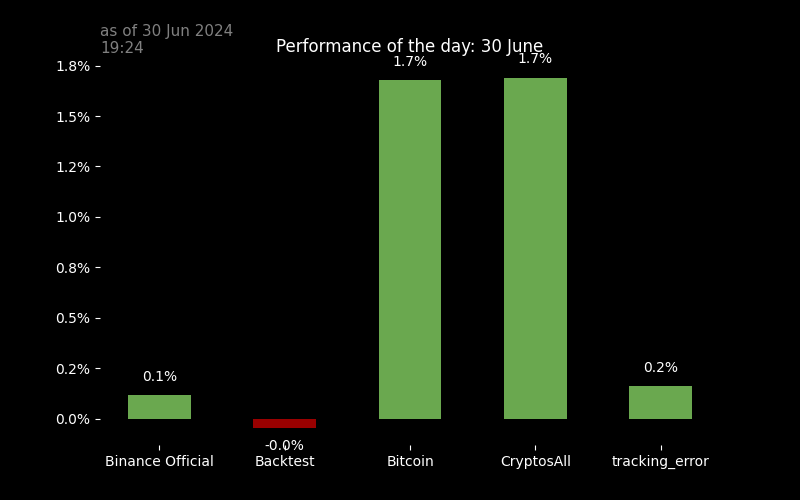 as of 30 Jun 2024
19:24
Performance of the day: 30 June
1.8%
1.5%
1.2%
1.0%
0.8%
0.5%
0.2%
0.0%
0.1%
-0.0%
1.7%
1.7%
0.2%
Binance Official
Backtest
Bitcoin
CryptosAll
tracking_error